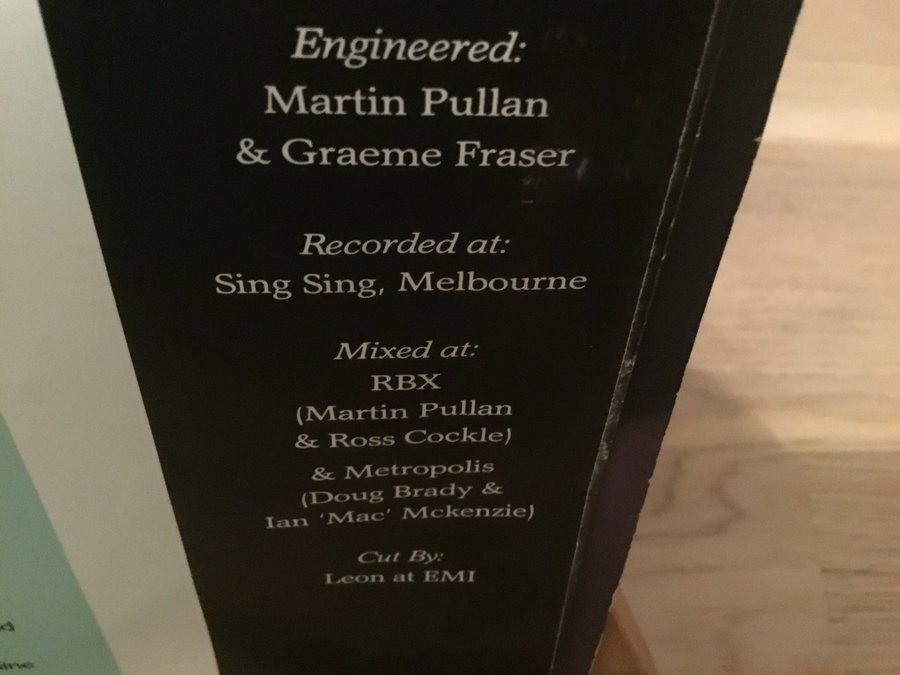 Engineered:
Martin Pullan
& Graeme Fraser
Recorded at:
Sing Sing, Melbourne
Mixed at:
RBX
(Martin Pullan
& Ross Cockle)
& Metropolis
(Doug Brady &
Ian 'Mac' Mckenzie)
Cut By:
Leon at EMI